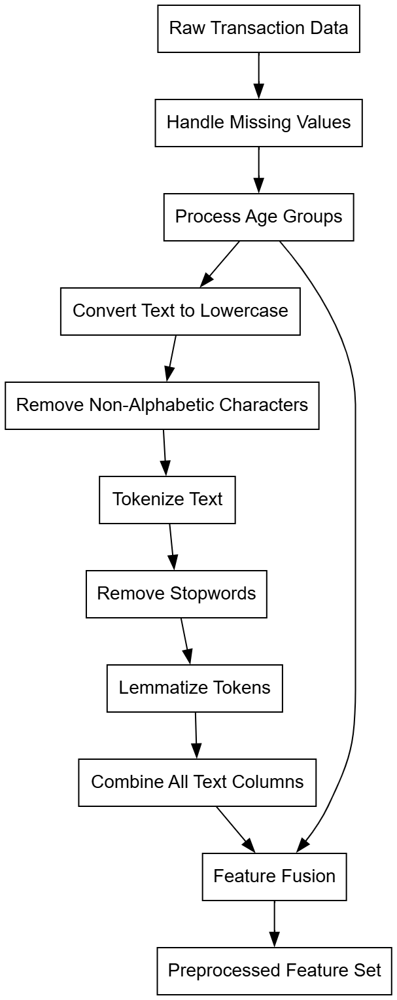 Raw Transaction Data
Handle Missing Values
Process Age Groups
Convert Text to Lowercase
Remove Non-Alphabetic Characters
Tokenize Text
Remove Stopwords
Lemmatize Tokens
Combine All Text Columns
Feature Fusion
Preprocessed Feature Set